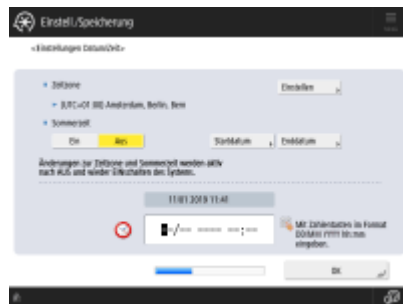 Einstell./Speicherung
<Einstellungen Datum/Zeit>
Zeitzone
Einstellen
(UTC+01:00) Amsterdam, Berlin, Bern
Sommerzeit
Ein Aus Startdatum Enddatum
Änderungen zur Zeitzone und Sommerzeit werden aktiv
nach AUS und wieder EINschalten des Systems.
11/01 2019 11:41
--/-- ---- --:--
Mit Zahlentasten im Format
DD/MM YYYY hh:mm
eingeben.
OK